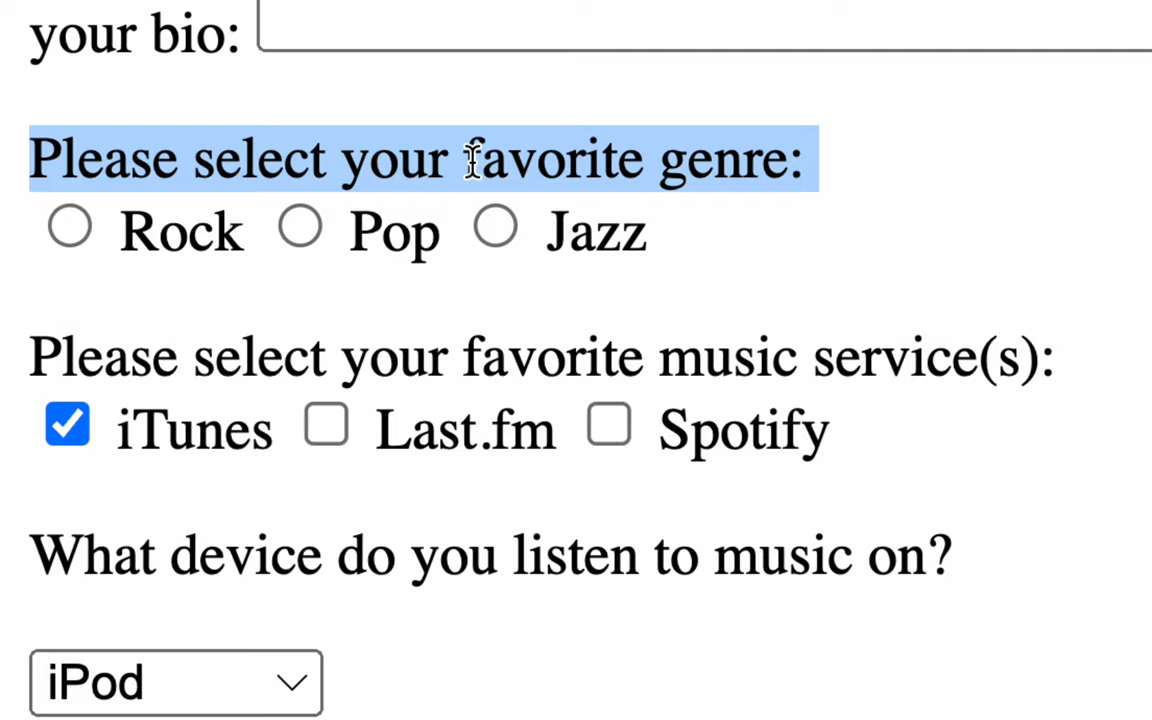 your bio:
Please select your favorite genre:
Rock Pop Jazz
Please select your favorite music service(s):
iTunes Last.fm Spotify
What device do you listen to music on?
iPod